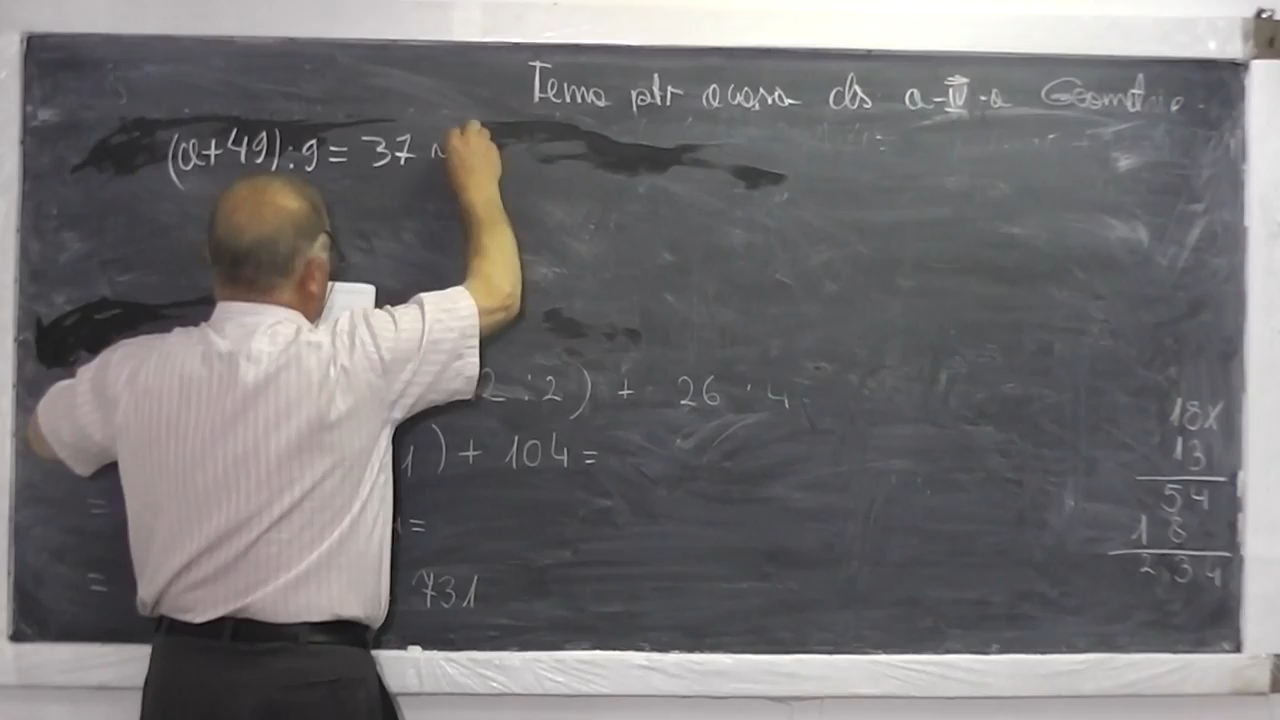 Tema ptr acasa cls a-IV-a Geometrie
(a+49):9= 37
2:2) + 26·4
1) + 104=
=
=
= 731
18x
13
54
18
234